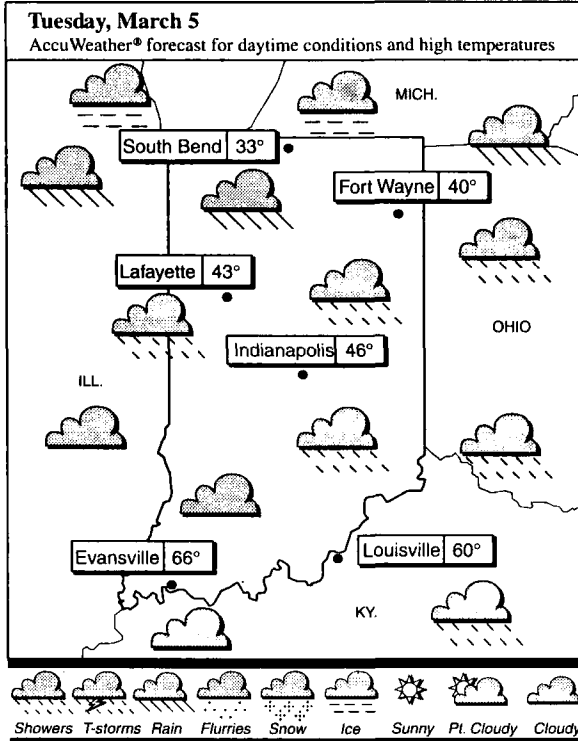 Tuesday, March 5
AccuWeather® forecast for daytime conditions and high temperatures
MICH.
South Bend 33°
Fort Wayne 40°
Lafayette 43°
OHIO
Indianapolis 46°
ILL.
Evansville 66°
Louisville 60°
KY.
Showers T-storms Rain Flurries Snow Ice Sunny Pt. Cloudy Cloudy